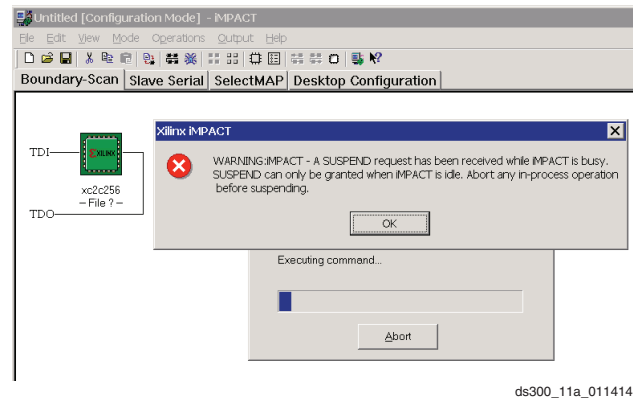 Untitled [Configuration Mode] - iMPACT
File Edit View Mode Operations Output Help
Boundary-Scan Slave Serial SelectMAP Desktop Configuration
Xilinx iMPACT
WARNING:iMPACT - A SUSPEND request has been received while iMPACT is busy.
SUSPEND can only be granted when iMPACT is idle. Abort any in-process operation
before suspending.
OK
TDI
XILINX
xc2c256
– File ? –
TDO
Executing command...
Abort
ds300_11a_011414